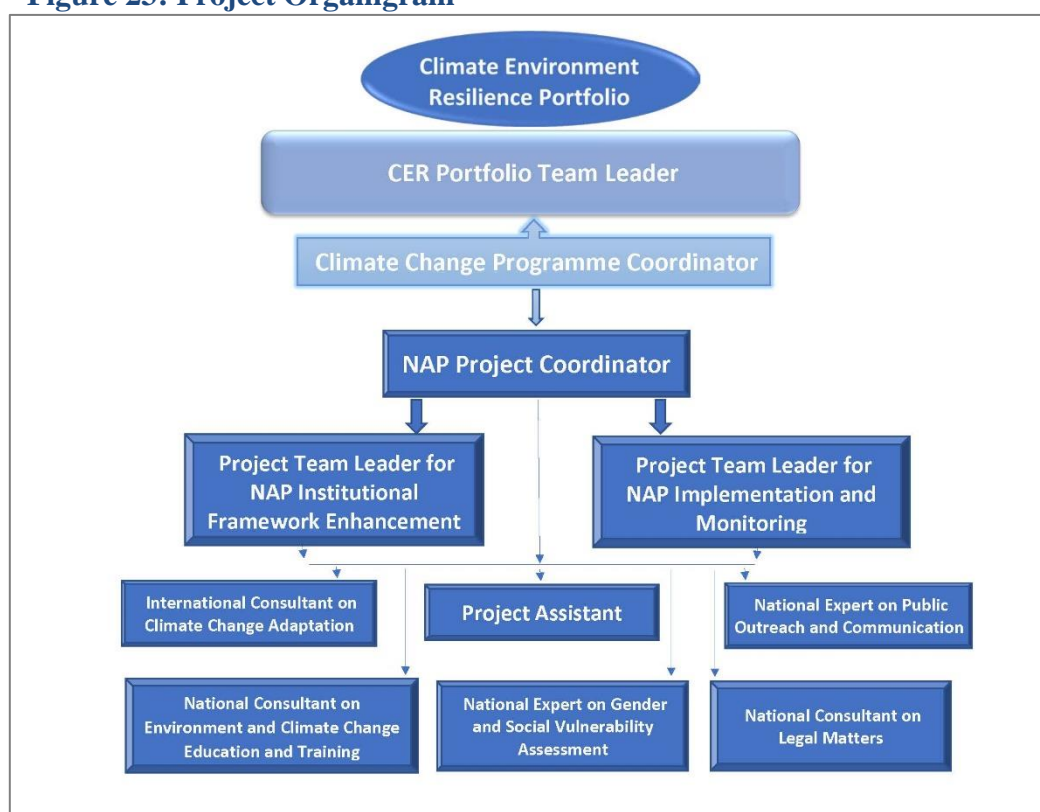 Figure 23: Project Organigram
Climate Environment
Resilience Portfolio
CER Portfolio Team Leader
Climate Change Programme Coordinator
NAP Project Coordinator
Project Team Leader for
NAP Institutional
Framework Enhancement
Project Team Leader for
NAP Implementation and
Monitoring
International Consultant on
Climate Change Adaptation
Project Assistant
National Expert on Public
Outreach and Communication
National Consultant on
Environment and Climate Change
Education and Training
National Expert on Gender
and Social Vulnerability
Assessment
National Consultant on
Legal Matters